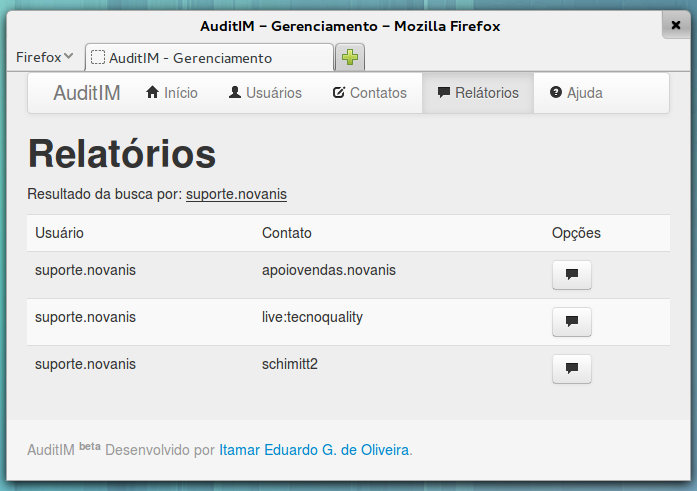 AuditIM – Gerenciamento – Mozilla Firefox
Firefox AuditIM - Gerenciamento
AuditIM Início Usuários Contatos Relátorios Ajuda
Relatórios
Resultado da busca por: suporte.novanis
Usuário Contato Opções
suporte.novanis apoiovendas.novanis
suporte.novanis live:tecnoquality
suporte.novanis schimitt2
AuditIM beta Desenvolvido por Itamar Eduardo G. de Oliveira.